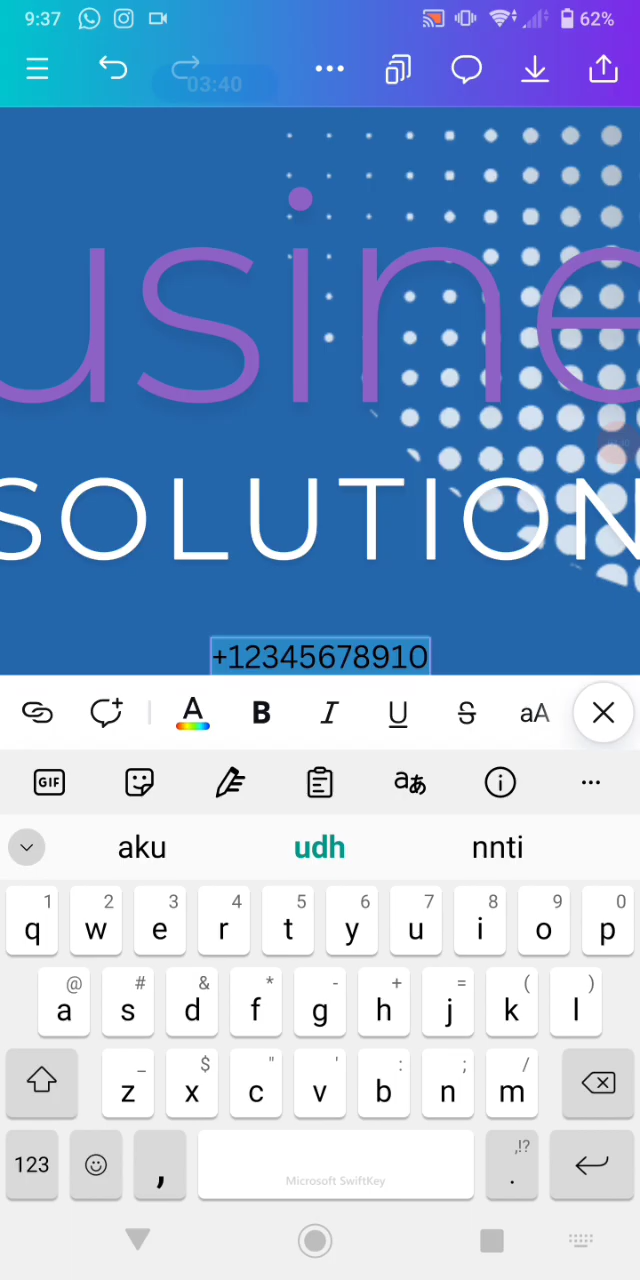 9:37 62%
03:40
usine
SOLUTION
+12345678910
A B I U S aA
GIF aあ
aku udh nnti
1 2 3 4 5 6 7 8 9 0
q w e r t y u i o p
@ # & * - + = ( )
a s d f g h j k l
_ $ " ' : ; /
z x c v b n m
,!?
123 , Microsoft SwiftKey .